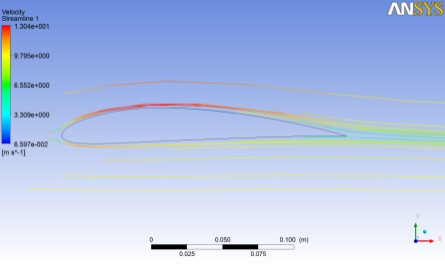 Velocity
Streamline 1
ANSYS
1.304e+001
9.795e+000
6.552e+000
3.309e+000
6.597e-002
[m s^-1]
Y
X
0 0.050 0.100 (m)
0.025 0.075